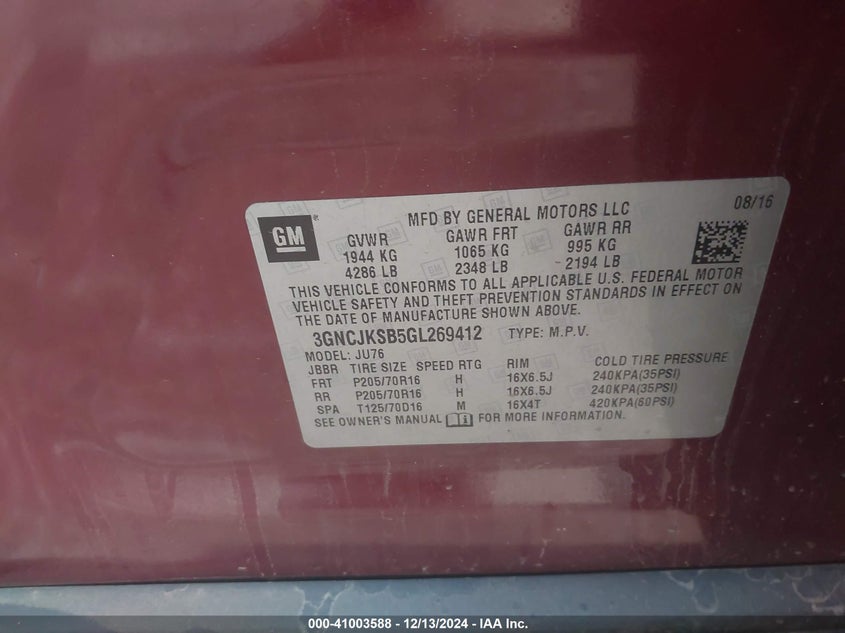 MFD BY GENERAL MOTORS LLC 08/16
GM
GVWR GAWR FRT GAWR RR
1944 KG 1065 KG 995 KG
4286 LB 2348 LB 2194 LB
THIS VEHICLE CONFORMS TO ALL APPLICABLE U.S. FEDERAL MOTOR
VEHICLE SAFETY AND THEFT PREVENTION STANDARDS IN EFFECT ON
THE DATE OF MANUFACTURE SHOWN ABOVE.
3GNCJKSB5GL269412 TYPE: M.P.V.
MODEL: JU76
JBBR TIRE SIZE SPEED RTG RIM COLD TIRE PRESSURE
FRT P205/70R16 H 16X6.5J 240KPA(35PSI)
RR P205/70R16 H 16X6.5J 240KPA(35PSI)
SPA T125/70D16 M 16X4T 420KPA(60PSI)
SEE OWNER'S MANUAL FOR MORE INFORMATION.
000-41003588 - 12/13/2024 - IAA Inc.